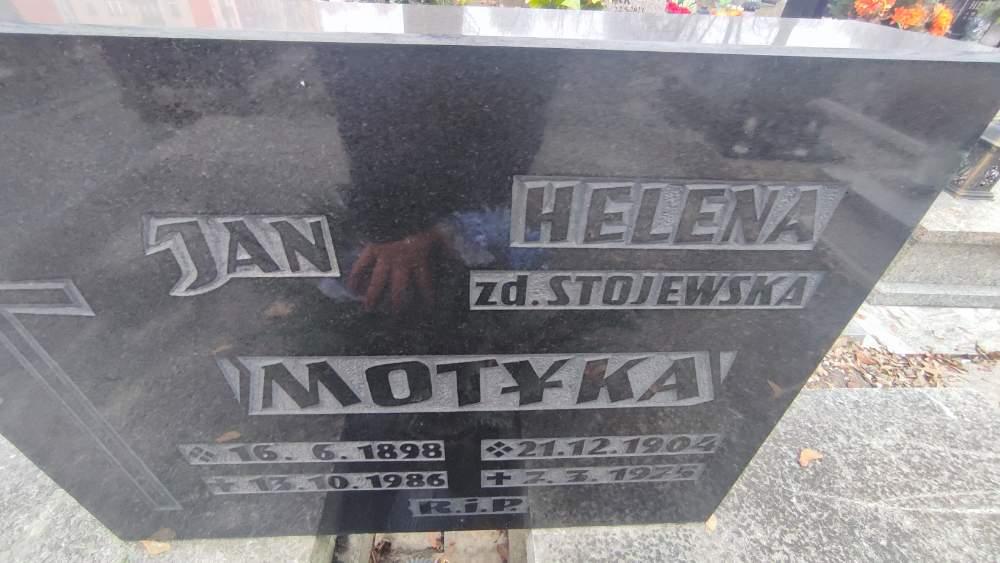 JAN HELENA
zd. STOJEWSKA
MOTYKA
16. 6. 1898 21.12.1904
✝ 13.10.1986 ✝ 7. 3. 1975
R.i.P.